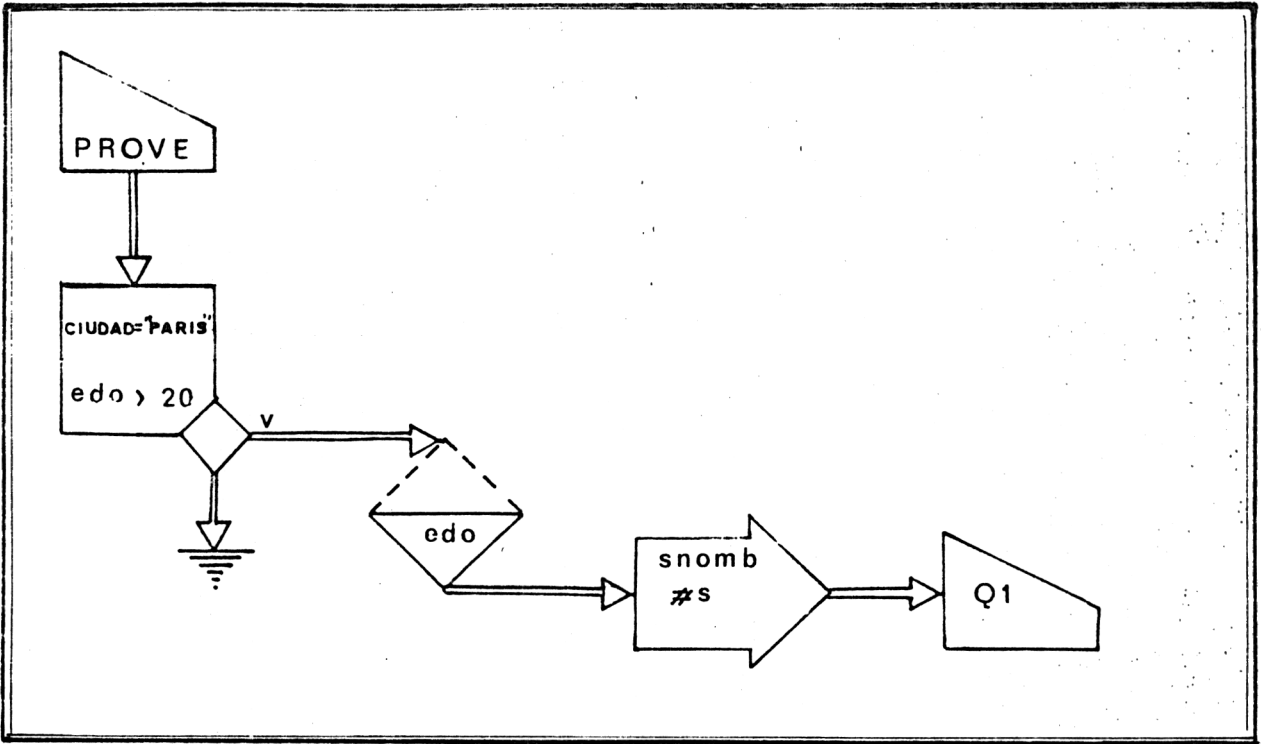 PROVE
CIUDAD="PARIS"
edo > 20
v
edo
snomb
#s
Q1